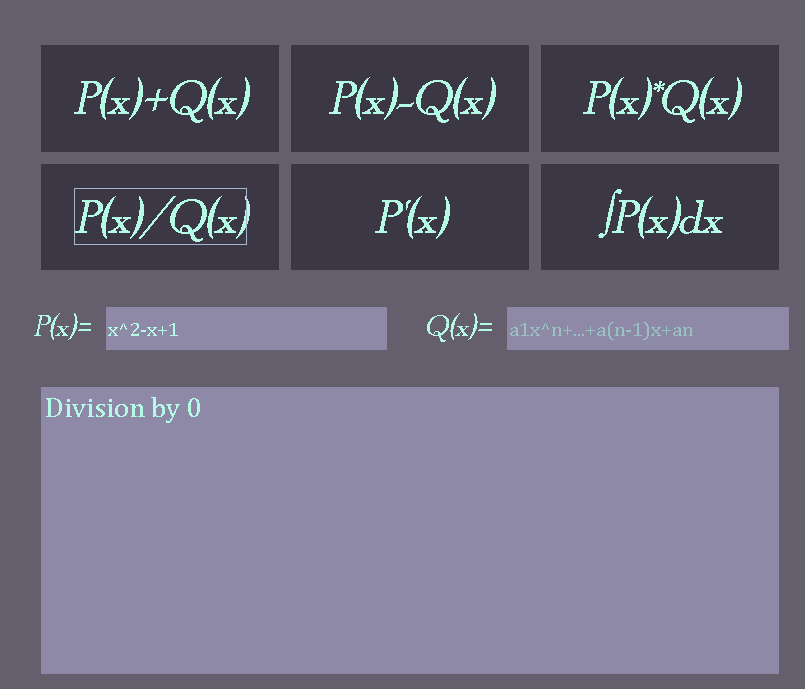 P(x)+Q(x) P(x)-Q(x) P(x)*Q(x)
P(x)/Q(x) P'(x) ∫P(x)dx
P(x)= x^2-x+1 Q(x)= a1x^n+...+a(n-1)x+an
Division by 0